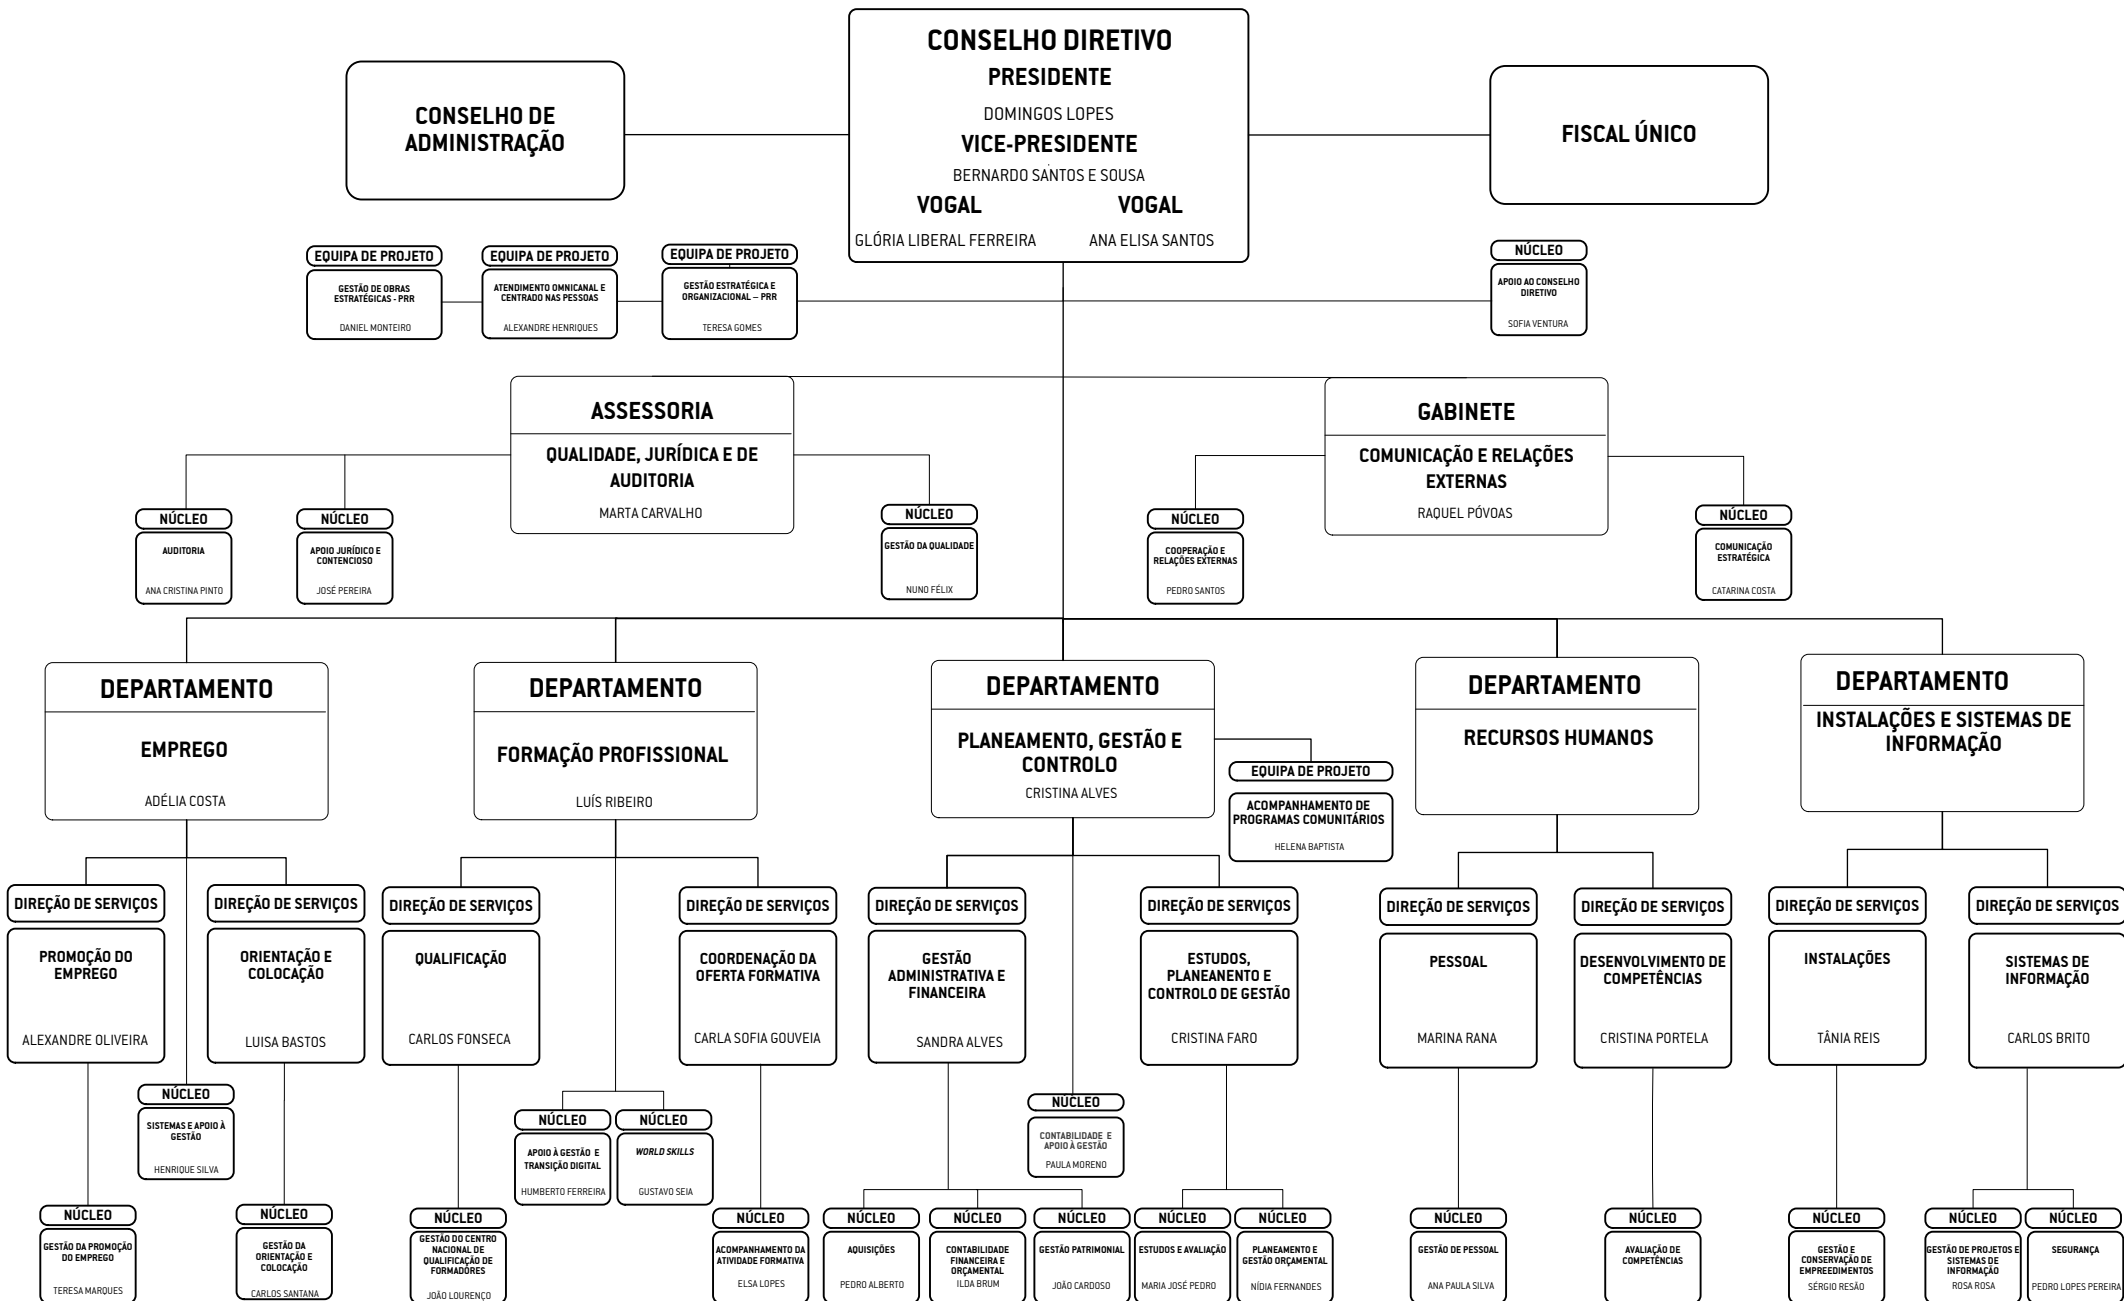 CONSELHO DIRETIVO
PRESIDENTE
DOMINGOS LOPES
VICE-PRESIDENTE
BERNARDO SANTOS E SOUSA
VOGAL
GLÓRIA LIBERAL FERREIRA
VOGAL
ANA ELISA SANTOS
CONSELHO DE
ADMINISTRAÇÃO
FISCAL ÚNICO
EQUIPA DE PROJETO
GESTÃO DE OBRAS
ESTRATÉGICAS - PRR
DANIEL MONTEIRO
EQUIPA DE PROJETO
ATENDIMENTO OMNICANAL E
CENTRADO NAS PESSOAS
ALEXANDRE HENRIQUES
EQUIPA DE PROJETO
GESTÃO ESTRATÉGICA E
ORGANIZACIONAL – PRR
TERESA GOMES
NÚCLEO
APOIO AO CONSELHO
DIRETIVO
SOFIA VENTURA
ASSESSORIA
QUALIDADE, JURÍDICA E DE
AUDITORIA
MARTA CARVALHO
GABINETE
COMUNICAÇÃO E RELAÇÕES
EXTERNAS
RAQUEL PÓVOAS
NÚCLEO
AUDITORIA
ANA CRISTINA PINTO
NÚCLEO
APOIO JURÍDICO E
CONTENCIOSO
JOSÉ PEREIRA
NÚCLEO
GESTÃO DA QUALIDADE
NUNO FÉLIX
NÚCLEO
COOPERAÇÃO E
RELAÇÕES EXTERNAS
PEDRO SANTOS
NÚCLEO
COMUNICAÇÃO
ESTRATÉGICA
CATARINA COSTA
DEPARTAMENTO
EMPREGO
ADÉLIA COSTA
DEPARTAMENTO
FORMAÇÃO PROFISSIONAL
LUÍS RIBEIRO
DEPARTAMENTO
PLANEAMENTO, GESTÃO E
CONTROLO
CRISTINA ALVES
EQUIPA DE PROJETO
ACOMPANHAMENTO DE
PROGRAMAS COMUNITÁRIOS
HELENA BAPTISTA
DEPARTAMENTO
RECURSOS HUMANOS
DEPARTAMENTO
INSTALAÇÕES E SISTEMAS DE
INFORMAÇÃO
DIREÇÃO DE SERVIÇOS
PROMOÇÃO DO
EMPREGO
ALEXANDRE OLIVEIRA
DIREÇÃO DE SERVIÇOS
ORIENTAÇÃO E
COLOCAÇÃO
LUISA BASTOS
DIREÇÃO DE SERVIÇOS
QUALIFICAÇÃO
CARLOS FONSECA
DIREÇÃO DE SERVIÇOS
COORDENAÇÃO DA
OFERTA FORMATIVA
CARLA SOFIA GOUVEIA
DIREÇÃO DE SERVIÇOS
GESTÃO
ADMINISTRATIVA E
FINANCEIRA
SANDRA ALVES
DIREÇÃO DE SERVIÇOS
ESTUDOS,
PLANEANENTO E
CONTROLO DE GESTÃO
CRISTINA FARO
DIREÇÃO DE SERVIÇOS
PESSOAL
MARINA RANA
DIREÇÃO DE SERVIÇOS
DESENVOLVIMENTO DE
COMPETÊNCIAS
CRISTINA PORTELA
DIREÇÃO DE SERVIÇOS
INSTALAÇÕES
TÂNIA REIS
DIREÇÃO DE SERVIÇOS
SISTEMAS DE
INFORMAÇÃO
CARLOS BRITO
NÚCLEO
SISTEMAS E APOIO À
GESTÃO
HENRIQUE SILVA
NÚCLEO
APOIO À GESTÃO E
TRANSIÇÃO DIGITAL
HUMBERTO FERREIRA
NÚCLEO
WORLD SKILLS
GUSTAVO SEIA
NÚCLEO
CONTABILIDADE E
APOIO À GESTÃO
PAULA MORENO
NÚCLEO
GESTÃO DA PROMOÇÃO
DO EMPREGO
TERESA MARQUES
NÚCLEO
GESTÃO DA
ORIENTAÇÃO E
COLOCAÇÃO
CARLOS SANTANA
NÚCLEO
GESTÃO DO CENTRO
NACIONAL DE
QUALIFICAÇÃO DE
FORMADORES
JOÃO LOURENÇO
NÚCLEO
ACOMPANHAMENTO DA
ATIVIDADE FORMATIVA
ELSA LOPES
NÚCLEO
AQUISIÇÕES
PEDRO ALBERTO
NÚCLEO
CONTABILIDADE
FINANCEIRA E
ORÇAMENTAL
ILDA BRUM
NÚCLEO
GESTÃO PATRIMONIAL
JOÃO CARDOSO
NÚCLEO
ESTUDOS E AVALIAÇÃO
MARIA JOSÉ PEDRO
NÚCLEO
PLANEAMENTO E
GESTÃO ORÇAMENTAL
NÍDIA FERNANDES
NÚCLEO
GESTÃO DE PESSOAL
ANA PAULA SILVA
NÚCLEO
AVALIAÇÃO DE
COMPETÊNCIAS
NÚCLEO
GESTÃO E
CONSERVAÇÃO DE
EMPREEDIMENTOS
SÉRGIO RESÃO
NÚCLEO
GESTÃO DE PROJETOS E
SISTEMAS DE
INFORMAÇÃO
ROSA ROSA
NÚCLEO
SEGURANÇA
PEDRO LOPES PEREIRA